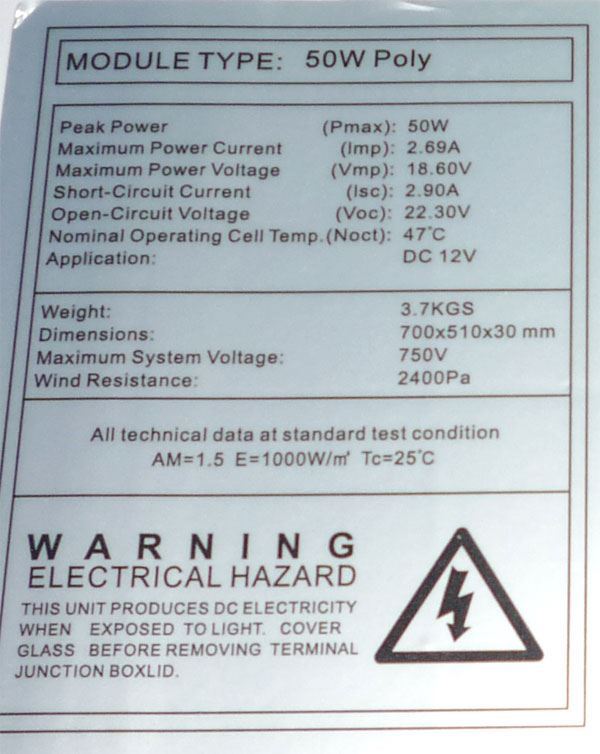 MODULE TYPE: 50W Poly
Peak Power (Pmax): 50W
Maximum Power Current (Imp): 2.69A
Maximum Power Voltage (Vmp): 18.60V
Short-Circuit Current (Isc): 2.90A
Open-Circuit Voltage (Voc): 22.30V
Nominal Operating Cell Temp.(Noct): 47℃
Application: DC 12V
Weight: 3.7KGS
Dimensions: 700x510x30 mm
Maximum System Voltage: 750V
Wind Resistance: 2400Pa
All technical data at standard test condition
AM=1.5 E=1000W/㎡ Tc=25℃
WARNING
ELECTRICAL HAZARD
THIS UNIT PRODUCES DC ELECTRICITY
WHEN EXPOSED TO LIGHT. COVER
GLASS BEFORE REMOVING TERMINAL
JUNCTION BOXLID.